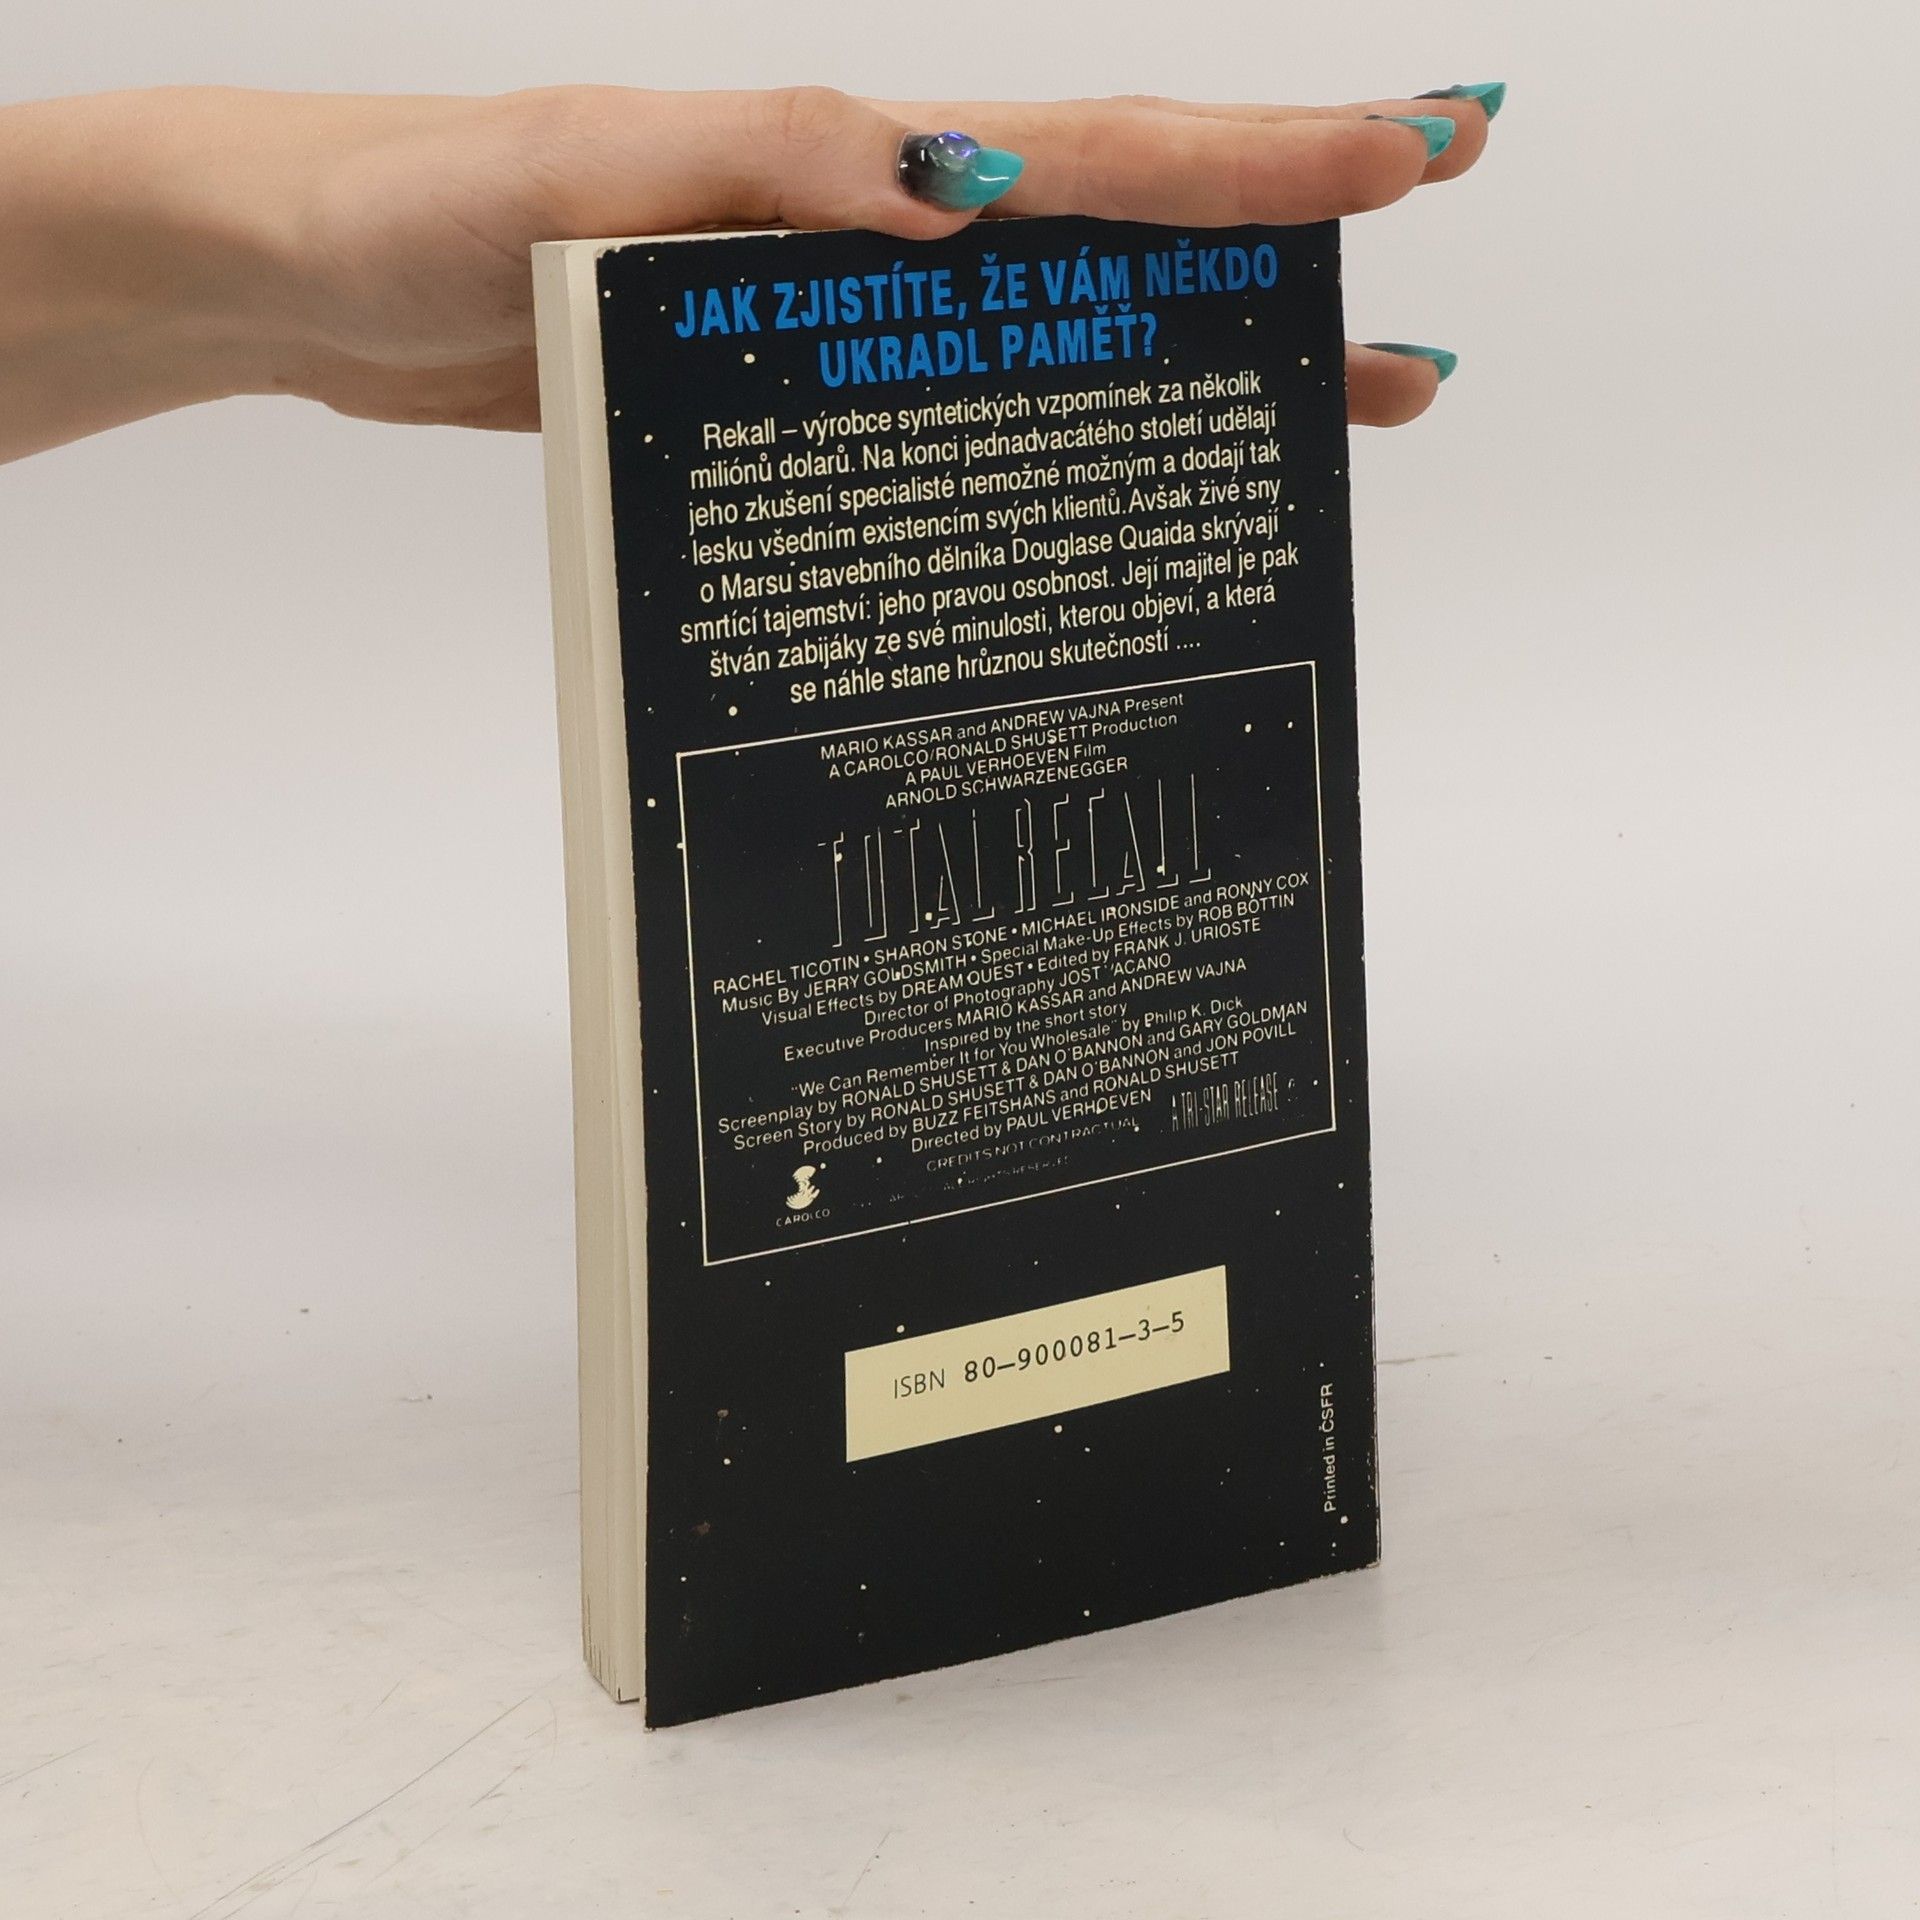 JAK ZJISTÍTE, ŽE VÁM NĚKDO
UKRADL PAMĚŤ?
Rekall – výrobce syntetických vzpomínek za několik
miliónů dolarů. Na konci jednadvacátého století udělají
jeho zkušení specialisté nemožné možným a dodají tak
lesku všedním existencím svých klientů. Avšak živé sny
o Marsu stavebního dělníka Douglase Quaida skrývají
smrtící tajemství: jeho pravou osobnost. Její majitel je pak
štván zabijáky ze své minulosti, kterou objeví, a která
se náhle stane hrůznou skutečností ....
MARIO KASSAR and ANDREW VAJNA Present
A CAROLCO/RONALD SHUSETT Production
A PAUL VERHOEVEN Film
ARNOLD SCHWARZENEGGER
TOTAL RECALL
RACHEL TICOTIN • SHARON STONE • MICHAEL IRONSIDE and RONNY COX
Music By JERRY GOLDSMITH • Special Make-Up Effects by ROB BOTTIN
Visual Effects by DREAM QUEST • Edited by FRANK J. URIOSTE
Director of Photography JOST VACANO
Executive Producers MARIO KASSAR and ANDREW VAJNA
Inspired by the short story
"We Can Remember It for You Wholesale" by Philip K. Dick
Screenplay by RONALD SHUSETT & DAN O'BANNON and GARY GOLDMAN
Screen Story by RONALD SHUSETT & DAN O'BANNON and JON POVILL
Produced by BUZZ FEITSHANS and RONALD SHUSETT
Directed by PAUL VERHOEVEN
A TRI-STAR RELEASE
CREDITS NOT CONTRACTUAL
CAROLCO
ISBN 80–900081–3–5
Printed in ČSFR